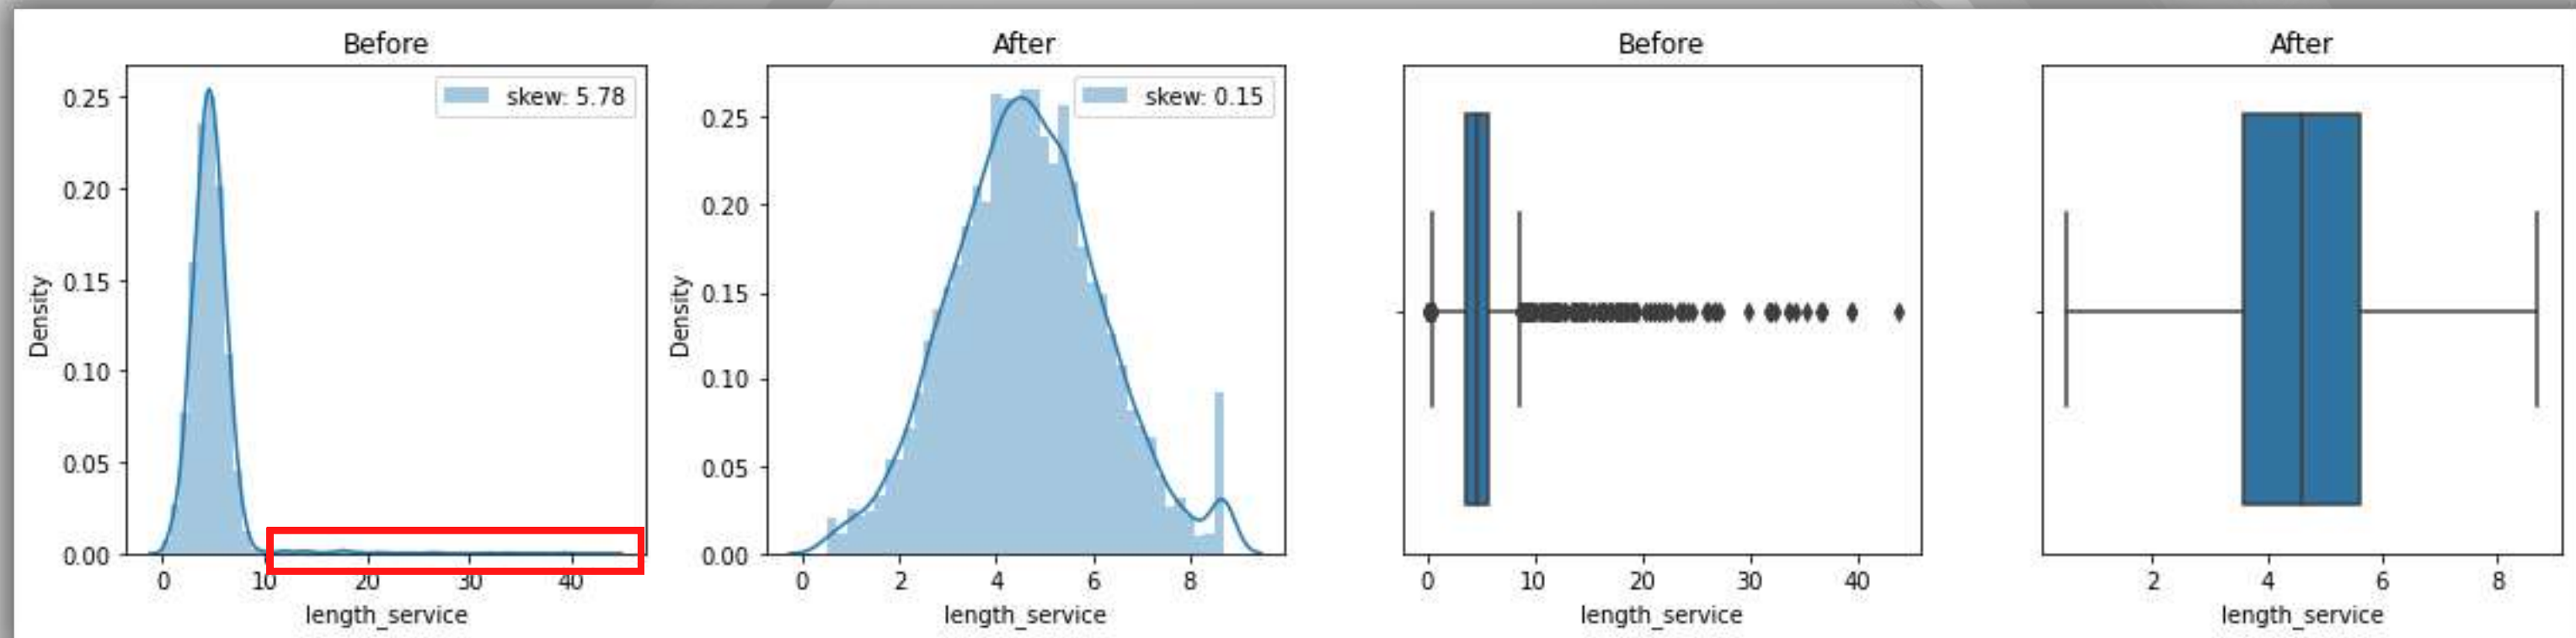 Before
0.25
0.20
0.15
0.10
0.05
0.00
Density
skew: 5.78
0 10 20 30 40
length_service
After
0.25
0.20
0.15
0.10
0.05
0.00
Density
skew: 0.15
0 2 4 6 8
length_service
Before
0 10 20 30 40
length_service
After
2 4 6 8
length_service